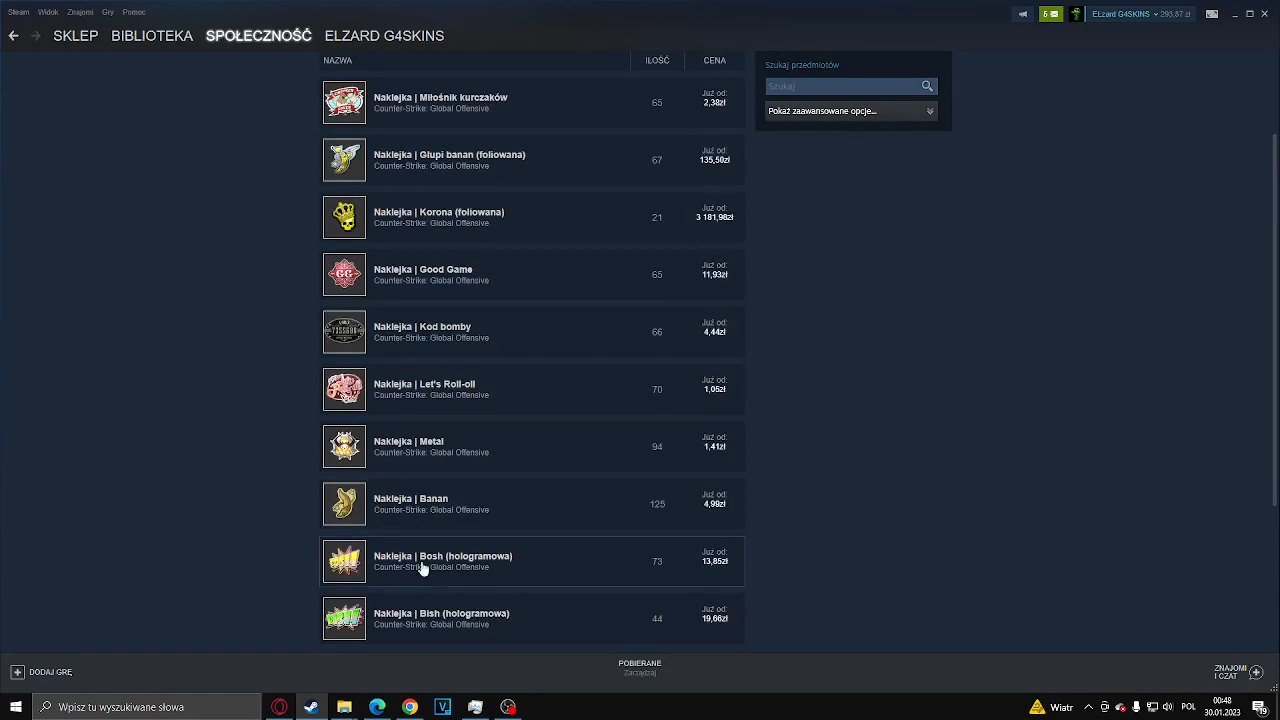 Steam Widok Znajomi Gry Pomoc
6 ELzard G4SKINS 293,87 zł
SKLEP BIBLIOTEKA SPOŁECZNOŚĆ ELZARD G4SKINS
NAZWA ILOŚĆ CENA
Szukaj przedmiotów
Szukaj
Pokaż zaawansowane opcje...
Naklejka | Miłośnik kurczaków
Counter-Strike: Global Offensive
65
Już od:
2,38zł
Naklejka | Głupi banan (foliowana)
Counter-Strike: Global Offensive
67
Już od:
135,50zł
Naklejka | Korona (foliowana)
Counter-Strike: Global Offensive
21
Już od:
3 181,98zł
Naklejka | Good Game
Counter-Strike: Global Offensive
65
Już od:
11,93zł
Naklejka | Kod bomby
Counter-Strike: Global Offensive
66
Już od:
4,44zł
Naklejka | Let's Roll-oll
Counter-Strike: Global Offensive
70
Już od:
1,05zł
Naklejka | Metal
Counter-Strike: Global Offensive
94
Już od:
1,41zł
Naklejka | Banan
Counter-Strike: Global Offensive
125
Już od:
4,99zł
Naklejka | Bosh (hologramowa)
Counter-Strike: Global Offensive
73
Już od:
13,85zł
Naklejka | Bish (hologramowa)
Counter-Strike: Global Offensive
44
Już od:
19,66zł
DODAJ GRĘ
POBIERANE
Zarządzaj
ZNAJOMI
I CZAT
Wpisz tu wyszukiwane słowa
Wiatr
POL
00:48
30.01.2023